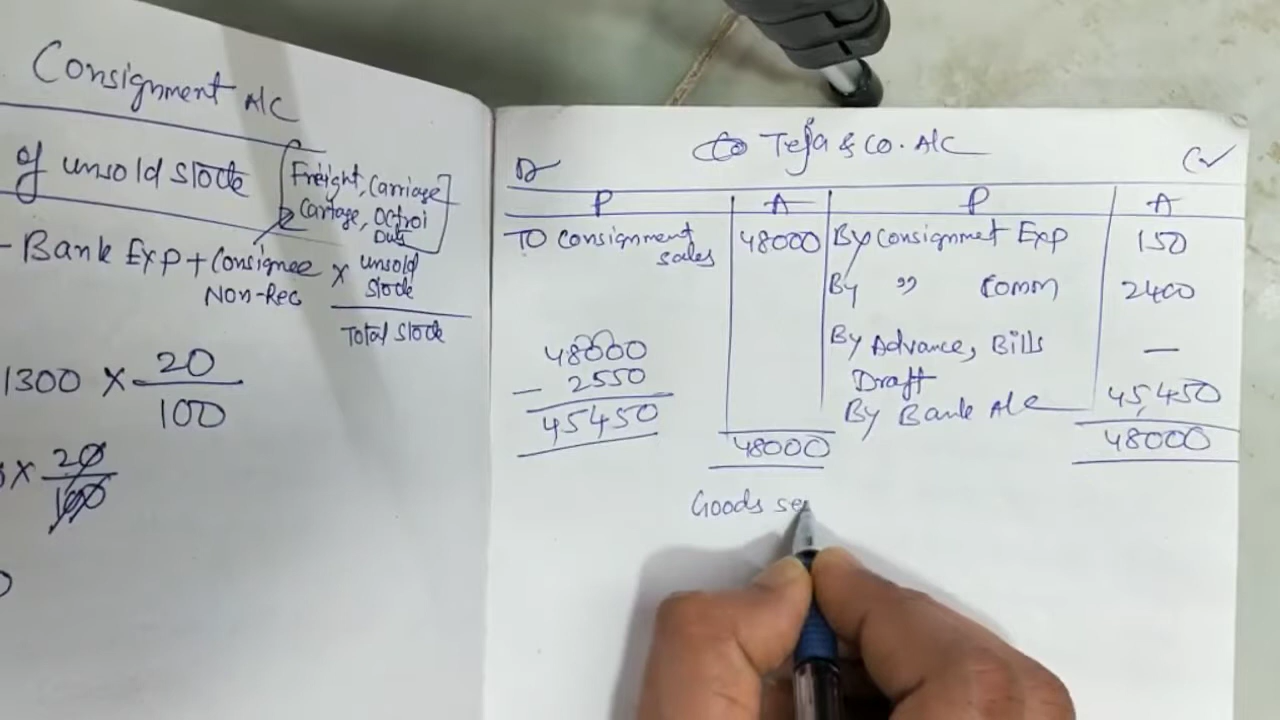 Consignment A/C
of unsold stock
[Freight, Carriage]
Cartage, Octroi
Duty
- Bank Exp + Consignee × unsold
Non-Rec stock
Total Stock
1300 × 20
100
× 20
100
Teja & Co. A/C
Dr Cr
P A P A
To Consignment 48000 By Consignmet Exp 150
sales
By " Comm 2400
48000 By Advance, Bills —
- 2550 Draft
45450 By Bank A/c 45,450
48000 48000
Goods se